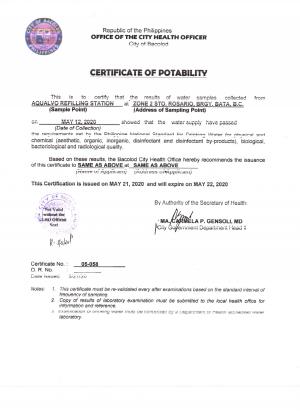 Republic of the Philippines
OFFICE OF THE CITY HEALTH OFFICER
City of Bacolod
CERTIFICATE OF POTABILITY
This is to certify that the results of water samples collected from
AQUALVO REFILLING STATION at ZONE 2 STO, ROSARIO, BRGY, BATA, B.C.
(Sample Point) (Address of Sampling Point)
on MAY 12, 2020 showed that the water supply have passed
(Date of Collection)
the requirements set by the Philippine National Standard for Drinking Water for physical and
chemical (aesthetic, organic, inorganic, disinfectant and disinfectant by-products), biological,
bacteriological and radiological quality.
Based on these results, the Bacolod City Health Office hereby recommends the issuance
of this certificate to SAME AS ABOVE at SAME AS ABOVE
(Name of Applicant) (Address of Applicant)
This Certification is issued on MAY 21, 2020 and will expire on MAY 22, 2020
By Authority of the Secretary of Health:
Not Valid
without the
Official
Seal
MA. CARMELA P. GENSOLI, MD
City Government Department Head II
Certificate No. : 05-058
O. R. No. :
Date Issued:
Notes: 1. This certificate must be re-validated every after examinations based on the standard interval of
frequency of sampling.
2. Copy of results of laboratory examination must be submitted to the local health office for
information and reference.
3. Examination of drinking water must be conducted by a Department of Health accredited water
laboratory.